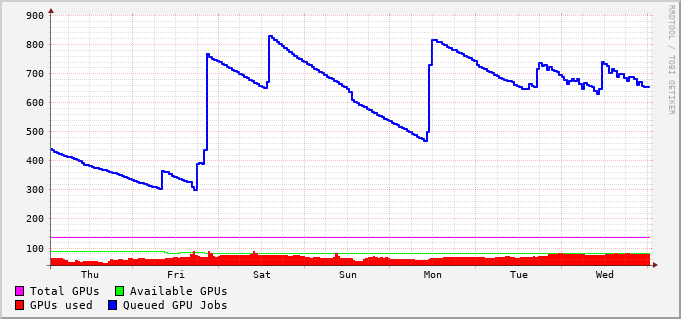 900
800
700
600
500
400
300
200
100
Thu Fri Sat Sun Mon Tue Wed
Total GPUs Available GPUs
GPUs used Queued GPU Jobs
RRDTOOL / TOBI OETIKER